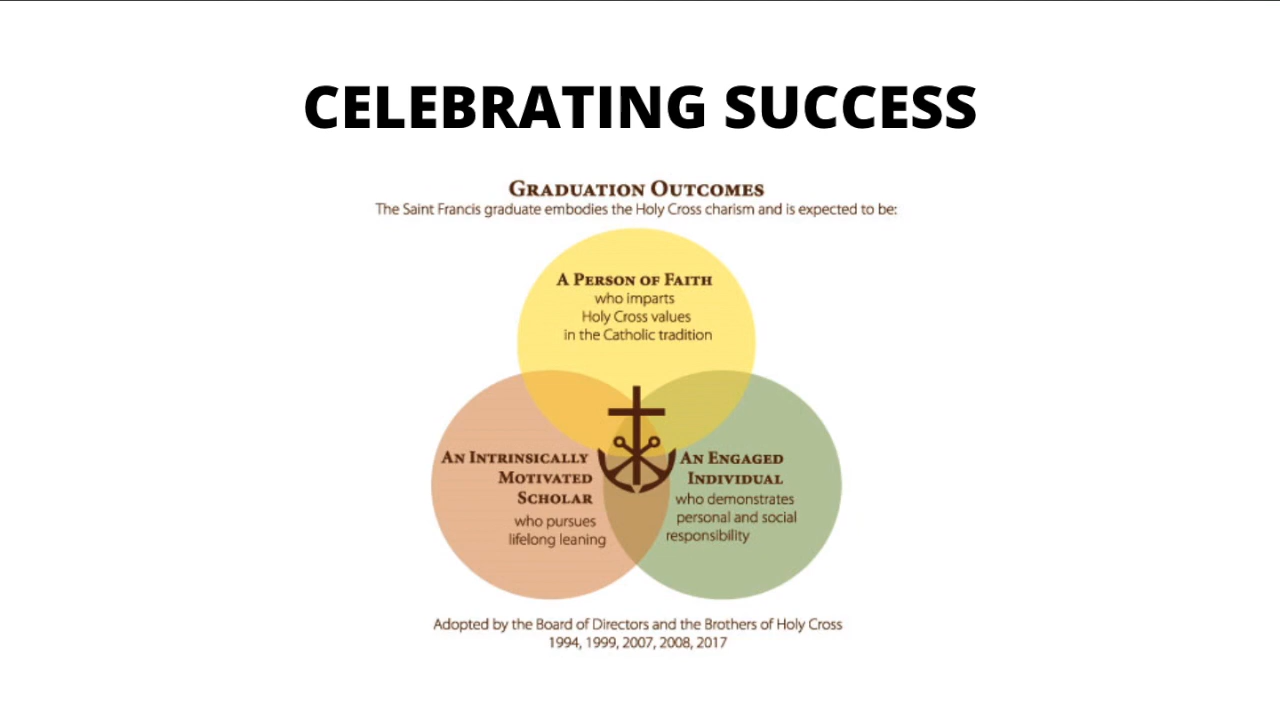 CELEBRATING SUCCESS
GRADUATION OUTCOMES
The Saint Francis graduate embodies the Holy Cross charism and is expected to be:
A PERSON OF FAITH
who imparts
Holy Cross values
in the Catholic tradition
AN INTRINSICALLY
MOTIVATED
SCHOLAR
who pursues
lifelong leaning
AN ENGAGED
INDIVIDUAL
who demonstrates
personal and social
responsibility
Adopted by the Board of Directors and the Brothers of Holy Cross
1994, 1999, 2007, 2008, 2017